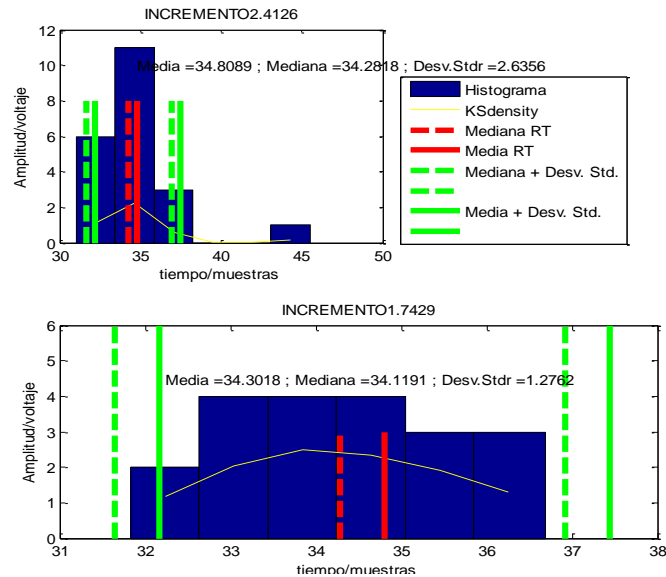 INCREMENTO2.4126
12
10
8
6
4
2
0
Amplitud/voltaje
Media =34.8089 ; Mediana =34.2818 ; Desv.Stdr =2.6356
30 35 40 45 50
tiempo/muestras
Histograma
KSdensity
Mediana RT
Media RT
Mediana + Desv. Std.
Media + Desv. Std.
INCREMENTO1.7429
6
5
4
3
2
1
0
Amplitud/voltaje
Media =34.3018 ; Mediana =34.1191 ; Desv.Stdr =1.2762
31 32 33 34 35 36 37 38
tiempo/muestras